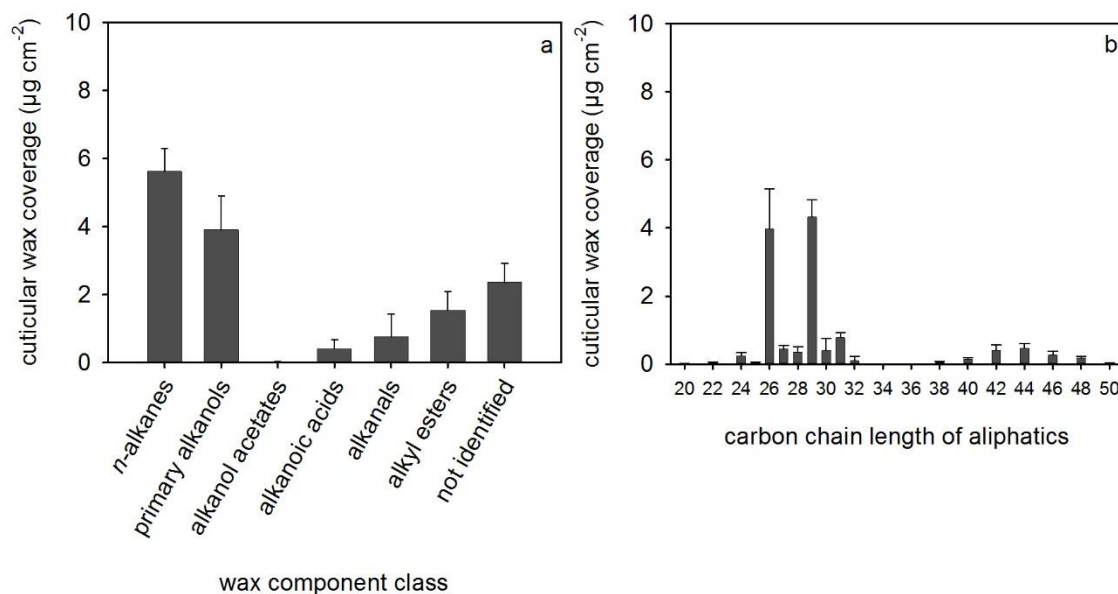 a
cuticular wax coverage (µg cm-2)
10
8
6
4
2
0
n-alkanes
primary alkanols
alkanol acetates
alkanoic acids
alkanals
alkyl esters
not identified
wax component class
b
cuticular wax coverage (µg cm-2)
10
8
6
4
2
0
20 22 24 26 28 30 32 34 36 38 40 42 44 46 48 50
carbon chain length of aliphatics